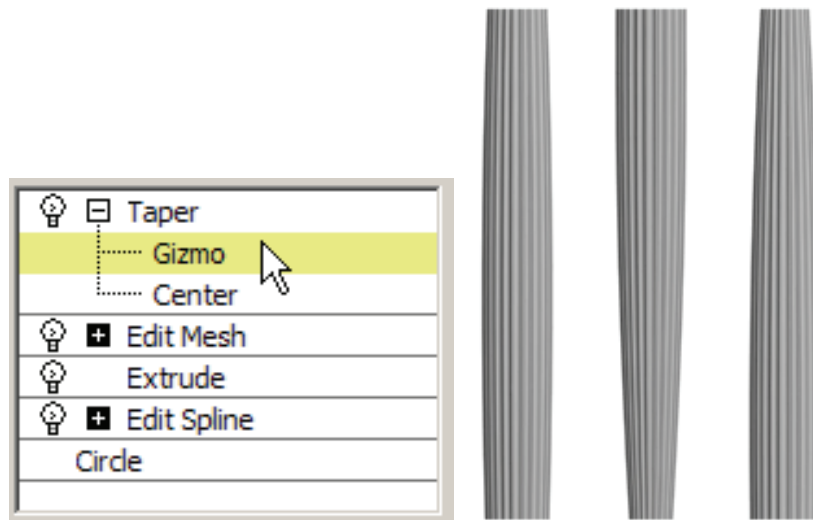 Taper
Gizmo
Center
Edit Mesh
Extrude
Edit Spline
Circle